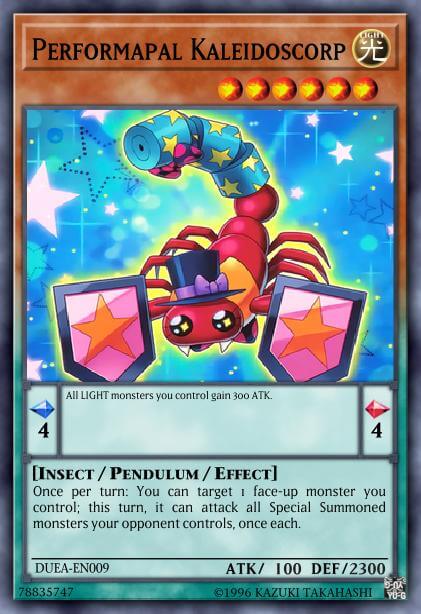 Performapal Kaleidoscorp
LIGHT
光
All LIGHT monsters you control gain 300 ATK.
4
4
[Insect / Pendulum / Effect]
Once per turn: You can target 1 face-up monster you
control; this turn, it can attack all Special Summoned
monsters your opponent controls, once each.
DUEA-EN009
ATK/ 100 DEF/2300
78835747
©1996 KAZUKI TAKAHASHI